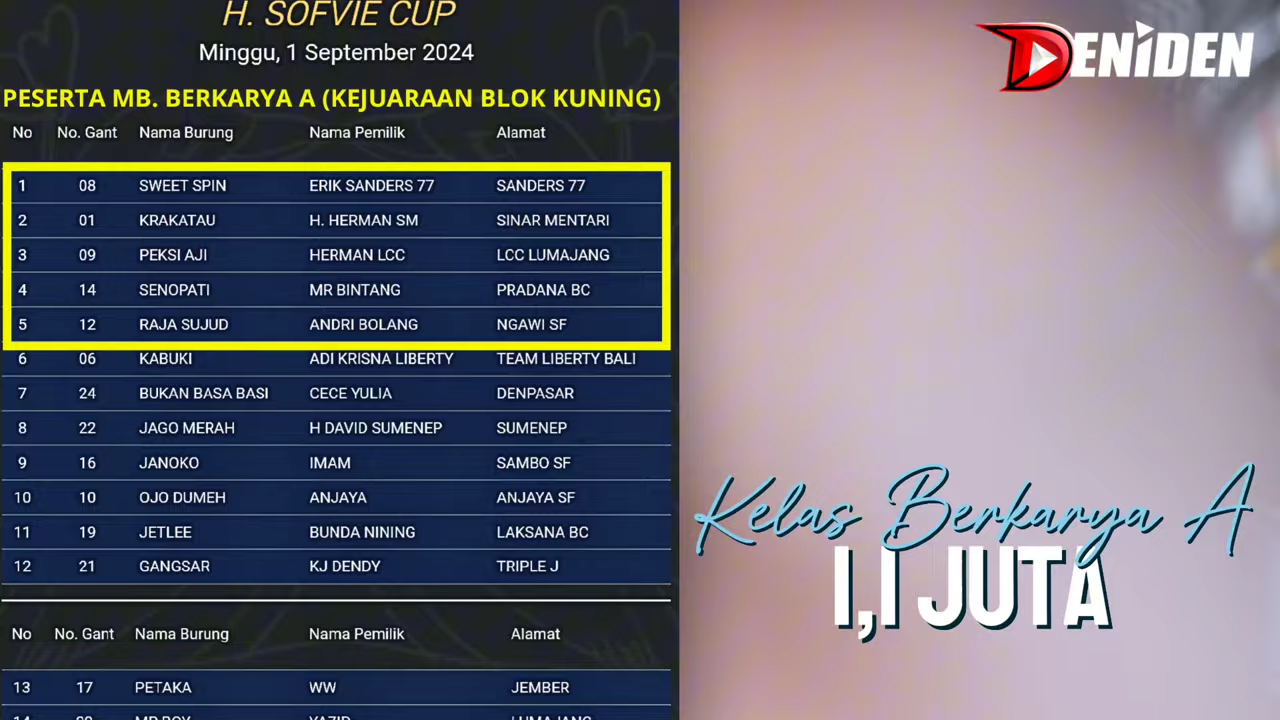 H. SOFVIE CUP
Minggu, 1 September 2024
PESERTA MB. BERKARYA A (KEJUARAAN BLOK KUNING)
No No. Gant Nama Burung Nama Pemilik Alamat
1 08 SWEET SPIN ERIK SANDERS 77 SANDERS 77
2 01 KRAKATAU H. HERMAN SM SINAR MENTARI
3 09 PEKSI AJI HERMAN LCC LCC LUMAJANG
4 14 SENOPATI MR BINTANG PRADANA BC
5 12 RAJA SUJUD ANDRI BOLANG NGAWI SF
6 06 KABUKI ADI KRISNA LIBERTY TEAM LIBERTY BALI
7 24 BUKAN BASA BASI CECE YULIA DENPASAR
8 22 JAGO MERAH H DAVID SUMENEP SUMENEP
9 16 JANOKO IMAM SAMBO SF
10 10 OJO DUMEH ANJAYA ANJAYA SF
11 19 JETLEE BUNDA NINING LAKSANA BC
12 21 GANGSAR KJ DENDY TRIPLE J
No No. Gant Nama Burung Nama Pemilik Alamat
13 17 PETAKA WW JEMBER
DENIDEN
Kelas Berkarya A
1,1 JUTA